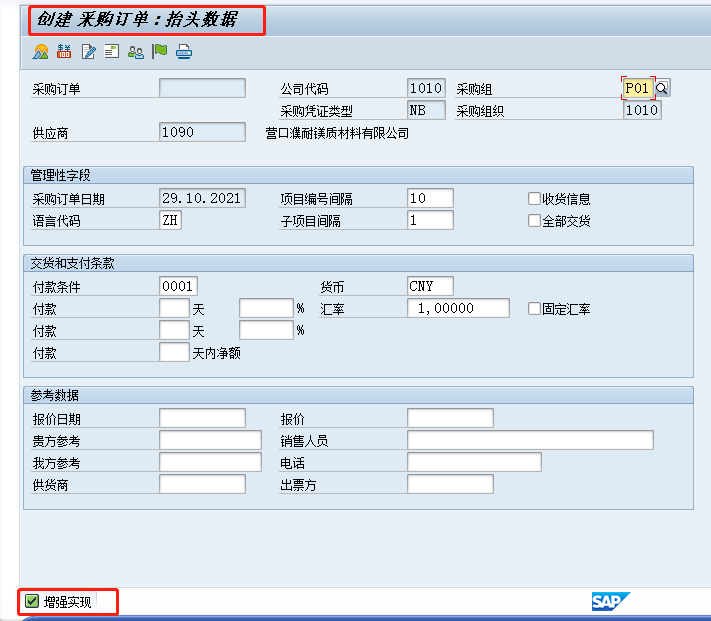 创建 采购订单：抬头数据
采购订单 公司代码 1010 采购组 P01
采购凭证类型 NB 采购组织 1010
供应商 1090 营口濮耐镁质材料有限公司
管理性字段
采购订单日期 29.10.2021 项目编号间隔 10 收货信息
语言代码 ZH 子项目间隔 1 全部交货
交货和支付条款
付款条件 0001 货币 CNY
付款 天 % 汇率 1,00000 固定汇率
付款 天 %
付款 天内净额
参考数据
报价日期 报价
贵方参考 销售人员
我方参考 电话
供货商 出票方
增强实现 SAP